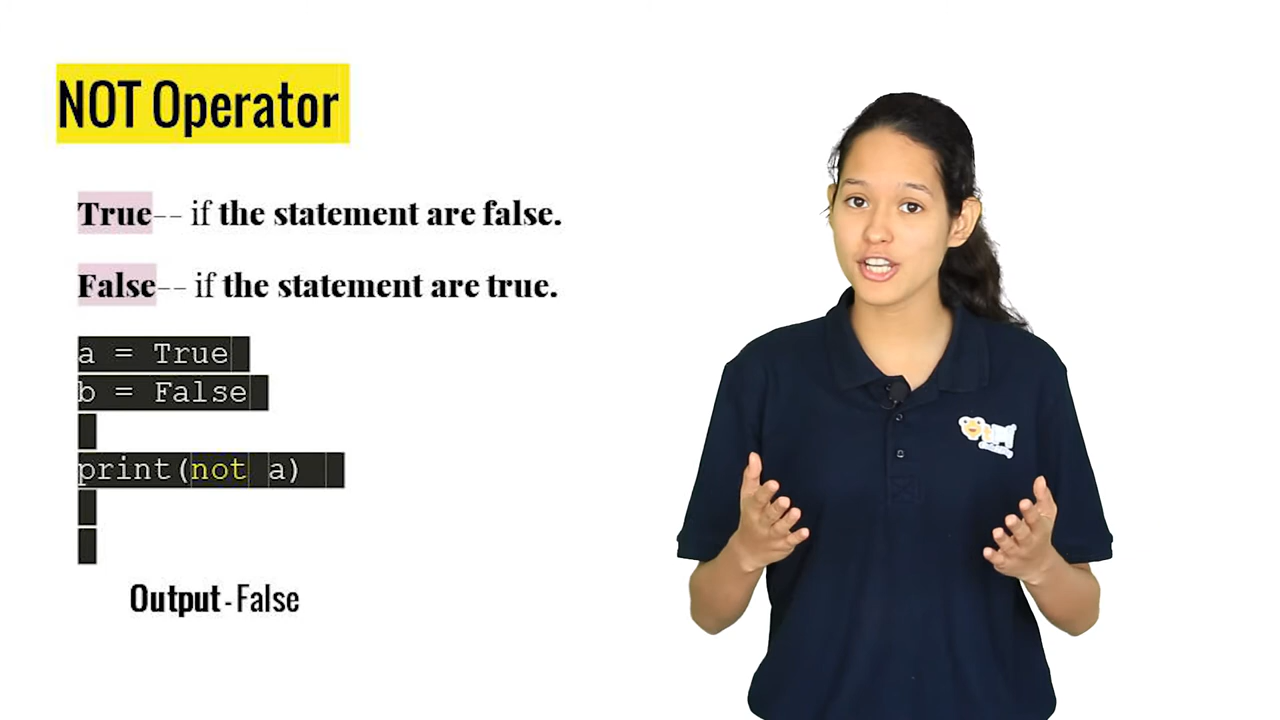 NOT Operator
True-- if the statement are false.
False-- if the statement are true.
a = True
b = False
print(not a)
Output-False